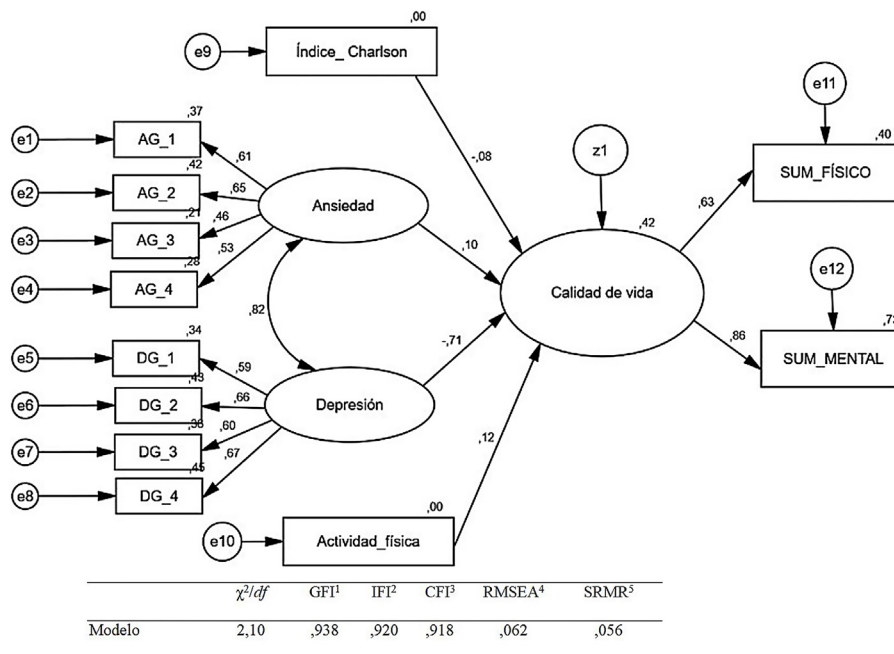 ,00
e9
Índice_ Charlson
e11
,37
e1
AG_1
,61
-,08
z1
,40
SUM_FÍSICO
,42
e2
AG_2
,65
Ansiedad
,63
,42
,21
e3
AG_3
,46
,10
e12
,28
e4
AG_4
,53
Calidad de vida
,82
,34
e5
DG_1
,59
-,71
,86
SUM_MENTAL
,43
e6
DG_2
,66
Depresión
e7
DG_3
,60
,12
,45
e8
DG_4
,67
,00
e10
Actividad_física
χ²/df GFI¹ IFI² CFI³ RMSEA⁴ SRMR⁵
Modelo 2,10 ,938 ,920 ,918 ,062 ,056